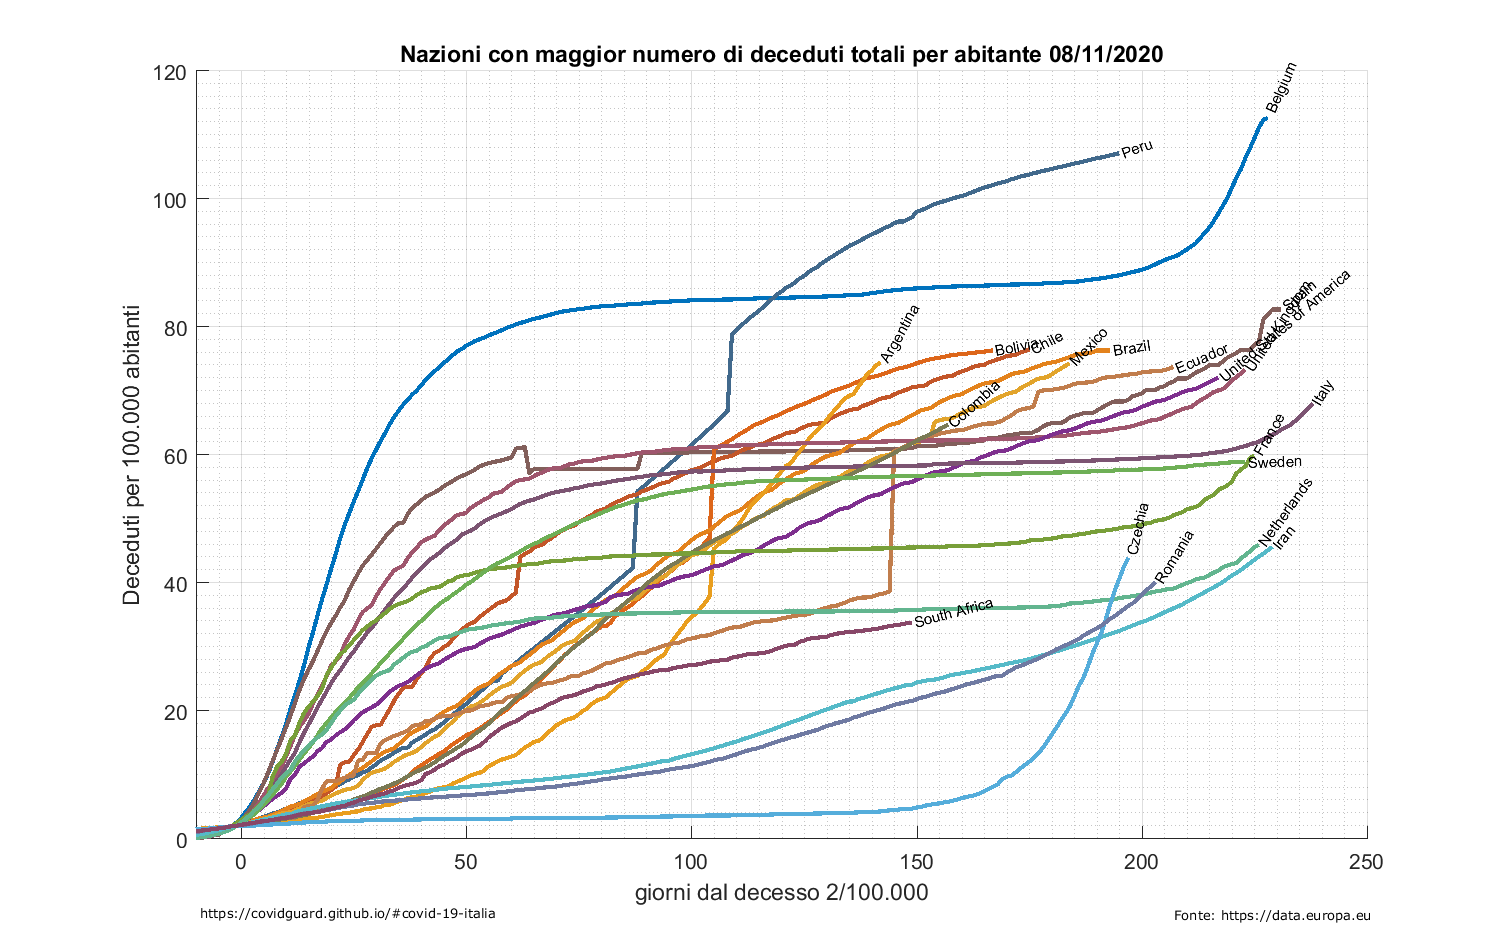 Nazioni con maggior numero di deceduti totali per abitante 08/11/2020
Deceduti per 100.000 abitanti
120
100
80
60
40
20
0
Belgium
Peru
Argentina
Bolivia
Chile
Mexico
Brazil
Ecuador
Spain
United Kingdom
United States of America
Colombia
Italy
France
Sweden
Netherlands
Iran
Czechia
Romania
South Africa
0
50
100
150
200
250
giorni dal decesso 2/100.000
https://covidguard.github.io/#covid-19-italia
Fonte: https://data.europa.eu